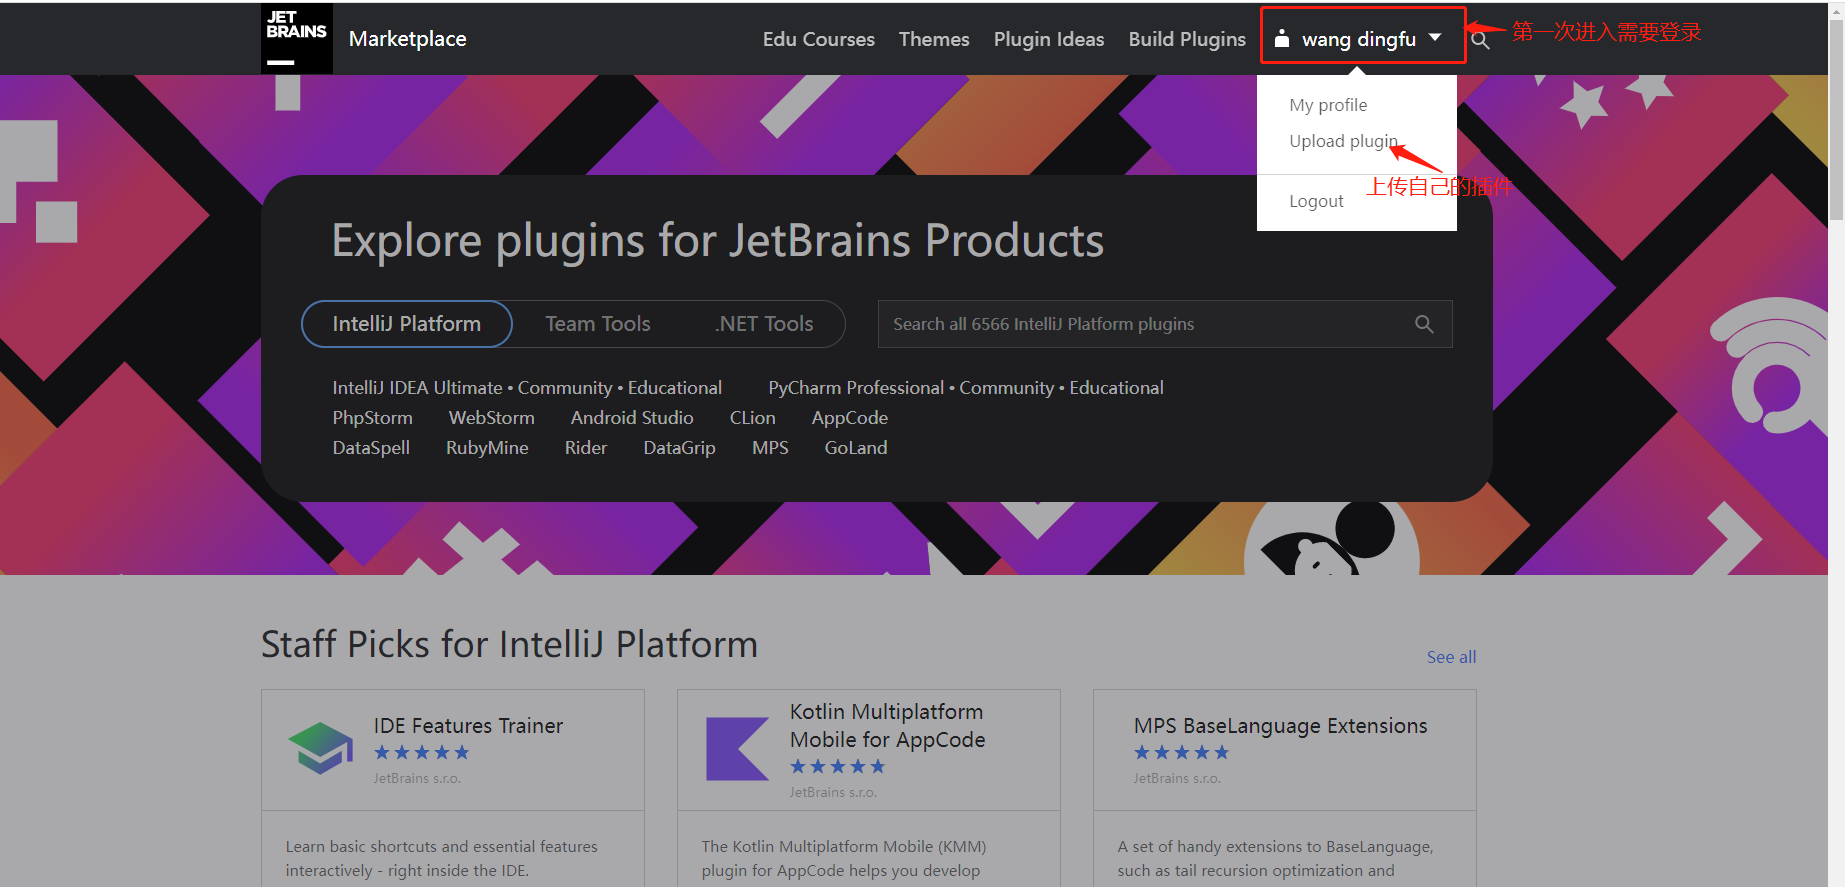 JET
BRAINS
Marketplace
Edu Courses
Themes
Plugin Ideas
Build Plugins
wang dingfu
第一次进入需要登录
My profile
Upload plugin
上传自己的插件
Logout
Explore plugins for JetBrains Products
IntelliJ Platform
Team Tools
.NET Tools
Search all 6566 IntelliJ Platform plugins
IntelliJ IDEA Ultimate • Community • Educational
PyCharm Professional • Community • Educational
PhpStorm
WebStorm
Android Studio
CLion
AppCode
DataSpell
RubyMine
Rider
DataGrip
MPS
GoLand
Staff Picks for IntelliJ Platform
See all
IDE Features Trainer
JetBrains s.r.o.
Learn basic shortcuts and essential features
interactively - right inside the IDE.
Kotlin Multiplatform
Mobile for AppCode
JetBrains s.r.o.
The Kotlin Multiplatform Mobile (KMM)
plugin for AppCode helps you develop
MPS BaseLanguage Extensions
JetBrains s.r.o.
A set of handy extensions to BaseLanguage,
such as tail recursion optimization and